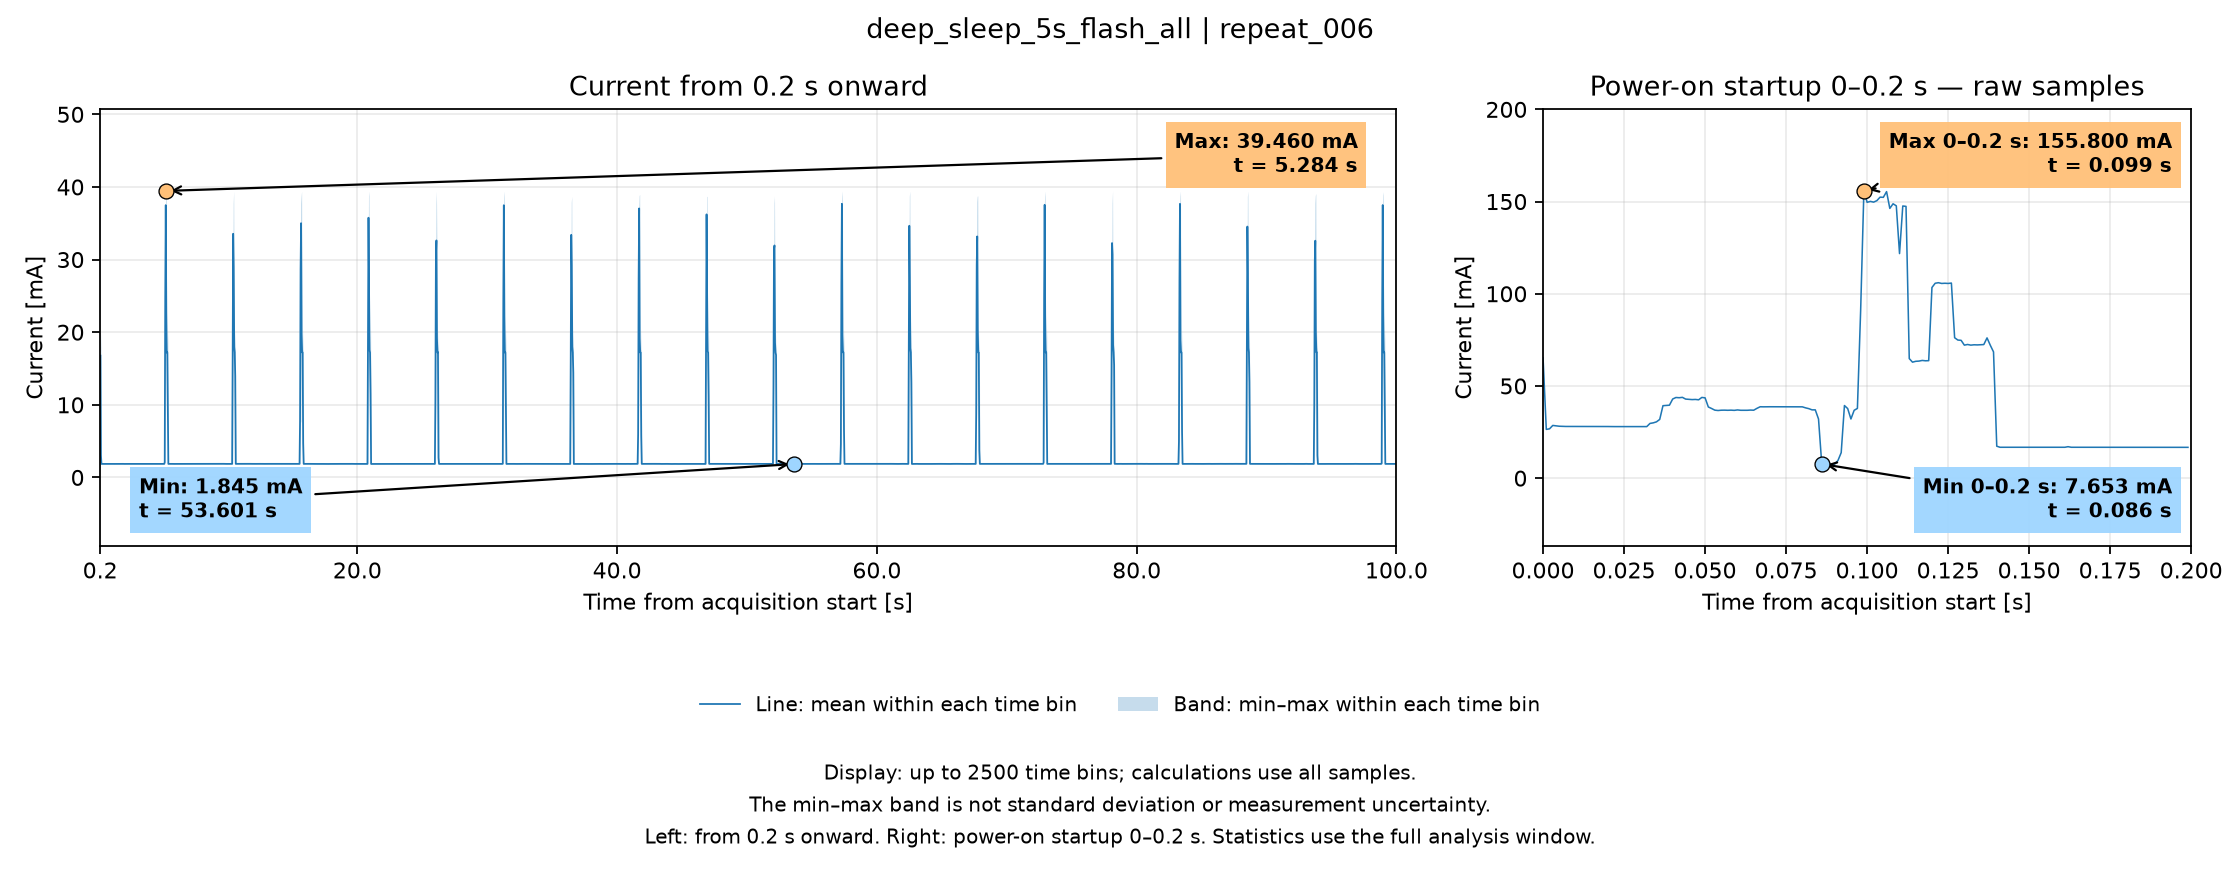 deep_sleep_5s_flash_all | repeat_006
Current from 0.2 s onward
Current [mA]
50
40
30
20
10
0
Max: 39.460 mA
t = 5.284 s
Min: 1.845 mA
t = 53.601 s
0.2
20.0
40.0
60.0
80.0
100.0
Time from acquisition start [s]
Power-on startup 0–0.2 s — raw samples
Current [mA]
200
150
100
50
0
Max 0–0.2 s: 155.800 mA
t = 0.099 s
Min 0–0.2 s: 7.653 mA
t = 0.086 s
0.000
0.025
0.050
0.075
0.100
0.125
0.150
0.175
0.200
Time from acquisition start [s]
Line: mean within each time bin
Band: min–max within each time bin
Display: up to 2500 time bins; calculations use all samples.
The min–max band is not standard deviation or measurement uncertainty.
Left: from 0.2 s onward. Right: power-on startup 0–0.2 s. Statistics use the full analysis window.